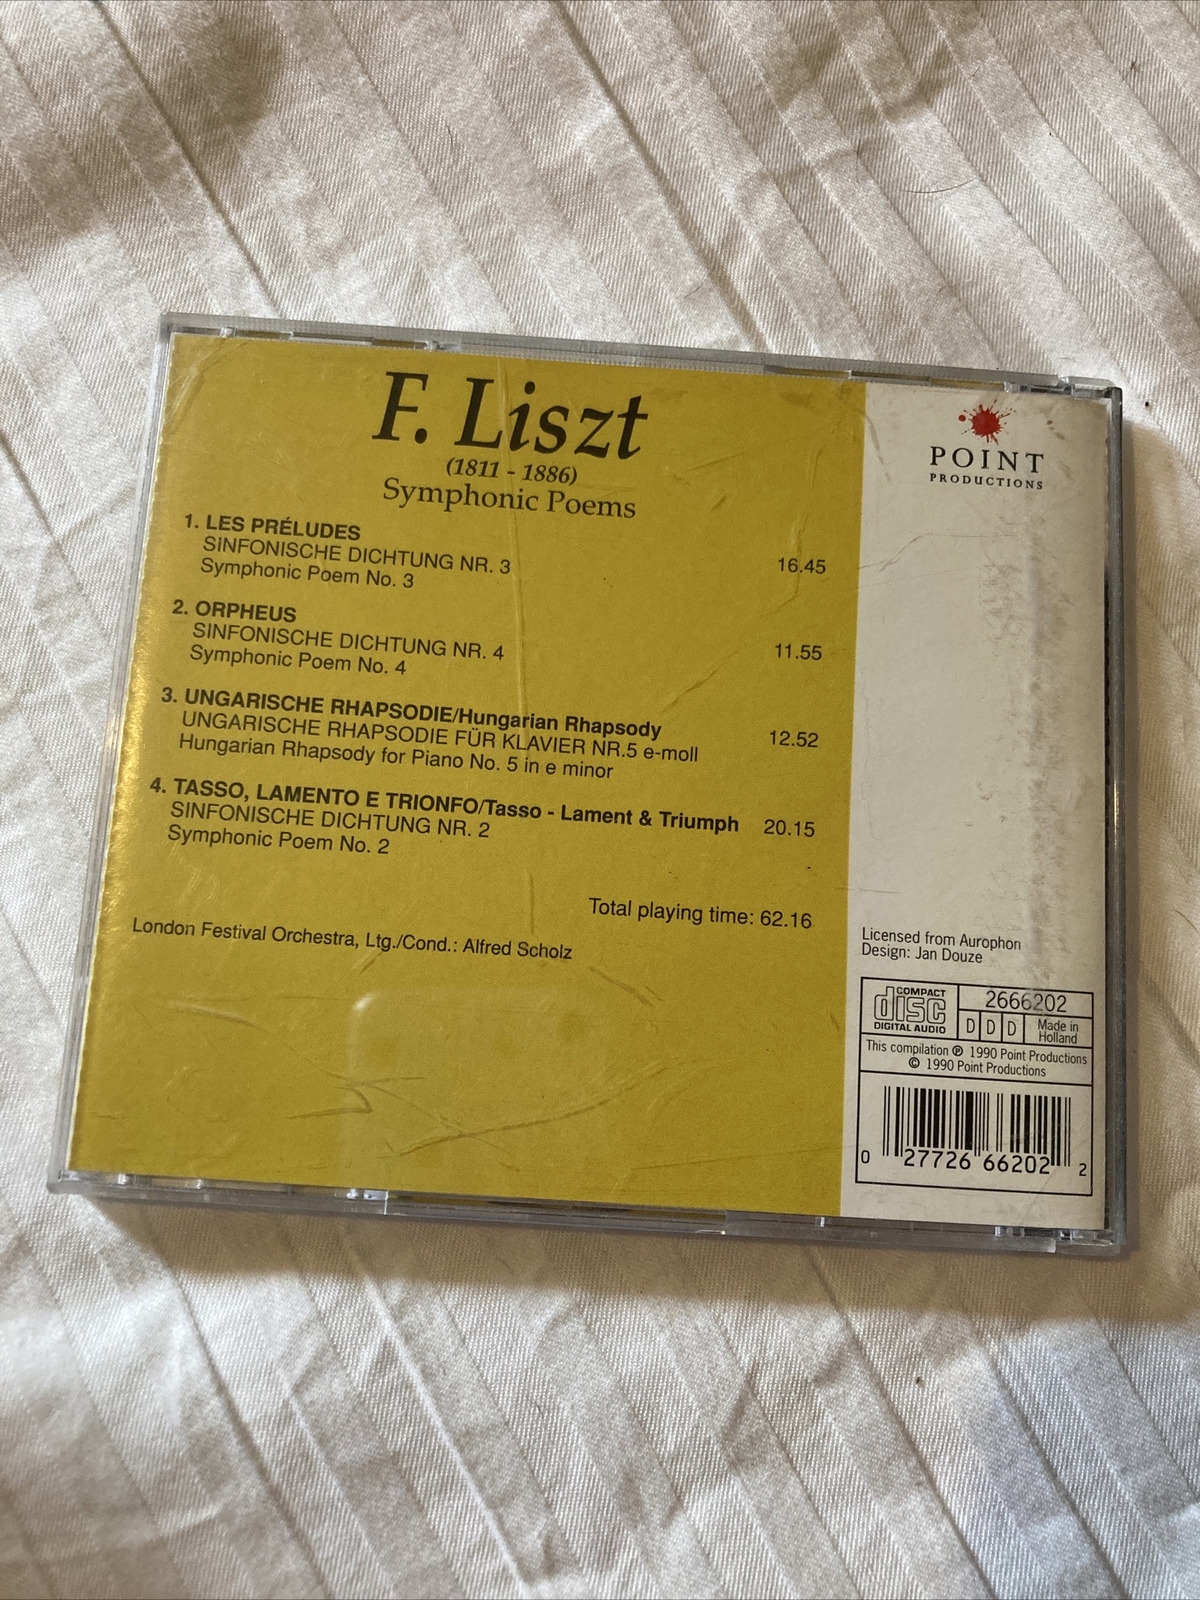 F. Liszt
(1811 - 1886)
Symphonic Poems
1. LES PRÉLUDES
SINFONISCHE DICHTUNG NR. 3 16.45
Symphonic Poem No. 3
2. ORPHEUS
SINFONISCHE DICHTUNG NR. 4 11.55
Symphonic Poem No. 4
3. UNGARISCHE RHAPSODIE/Hungarian Rhapsody
UNGARISCHE RHAPSODIE FÜR KLAVIER NR.5 e-moll 12.52
Hungarian Rhapsody for Piano No. 5 in e minor
4. TASSO, LAMENTO E TRIONFO/Tasso - Lament & Triumph 20.15
SINFONISCHE DICHTUNG NR. 2
Symphonic Poem No. 2
Total playing time: 62.16
London Festival Orchestra, Ltg./Cond.: Alfred Scholz
POINT
PRODUCTIONS
Licensed from Aurophon
Design: Jan Douze
COMPACT
disc
DIGITAL AUDIO
2666202
D D D
Made in
Holland
This compilation ℗ 1990 Point Productions
© 1990 Point Productions
0 27726 66202 2